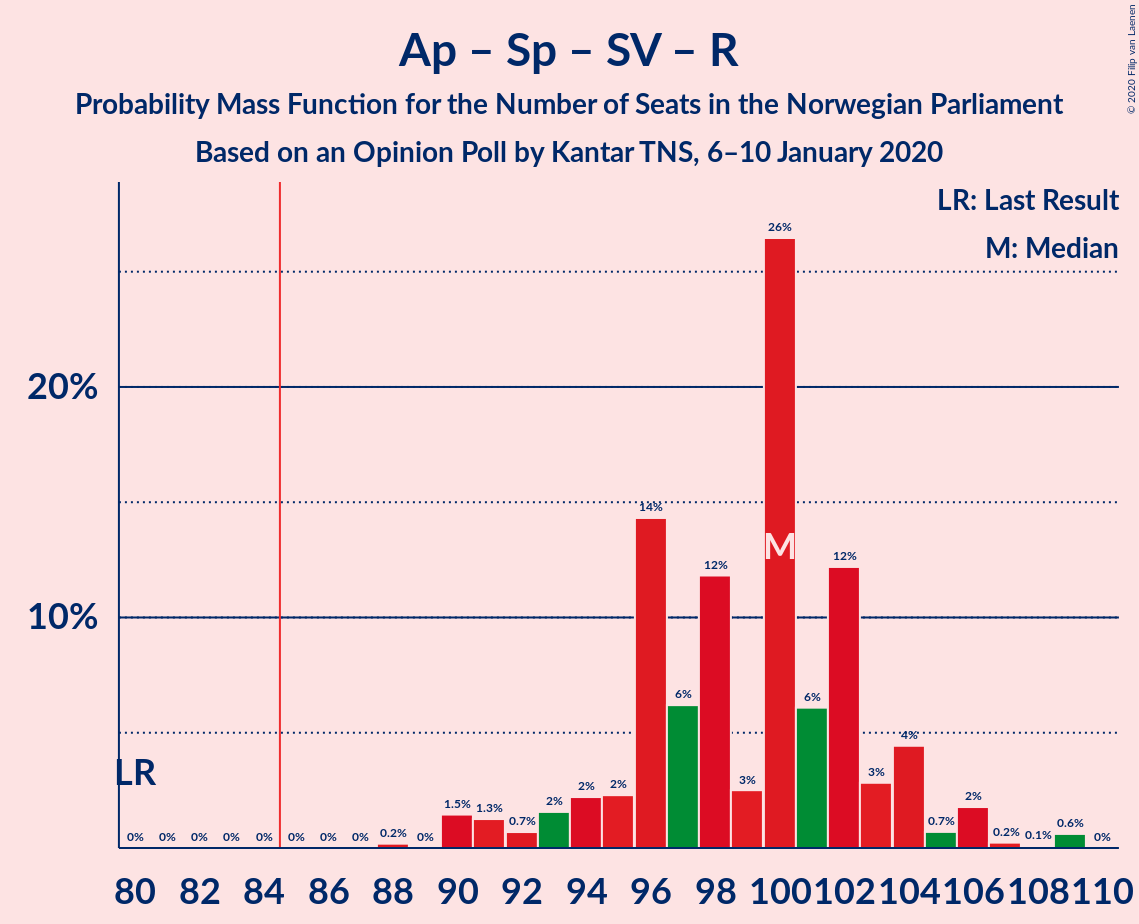 Ap – Sp – SV – R
Probability Mass Function for the Number of Seats in the Norwegian Parliament
Based on an Opinion Poll by Kantar TNS, 6–10 January 2020
© 2020 Filip van Laenen
LR: Last Result
M: Median
20%
10%
LR
M
0% 0% 0% 0% 0% 0% 0% 0% 0.2% 0% 1.5% 1.3% 0.7% 2% 2% 2% 14% 6% 12% 3% 26% 6% 12% 3% 4% 0.7% 2% 0.2% 0.1% 0.6% 0%
80 82 84 86 88 90 92 94 96 98 100 102 104 106 108 110